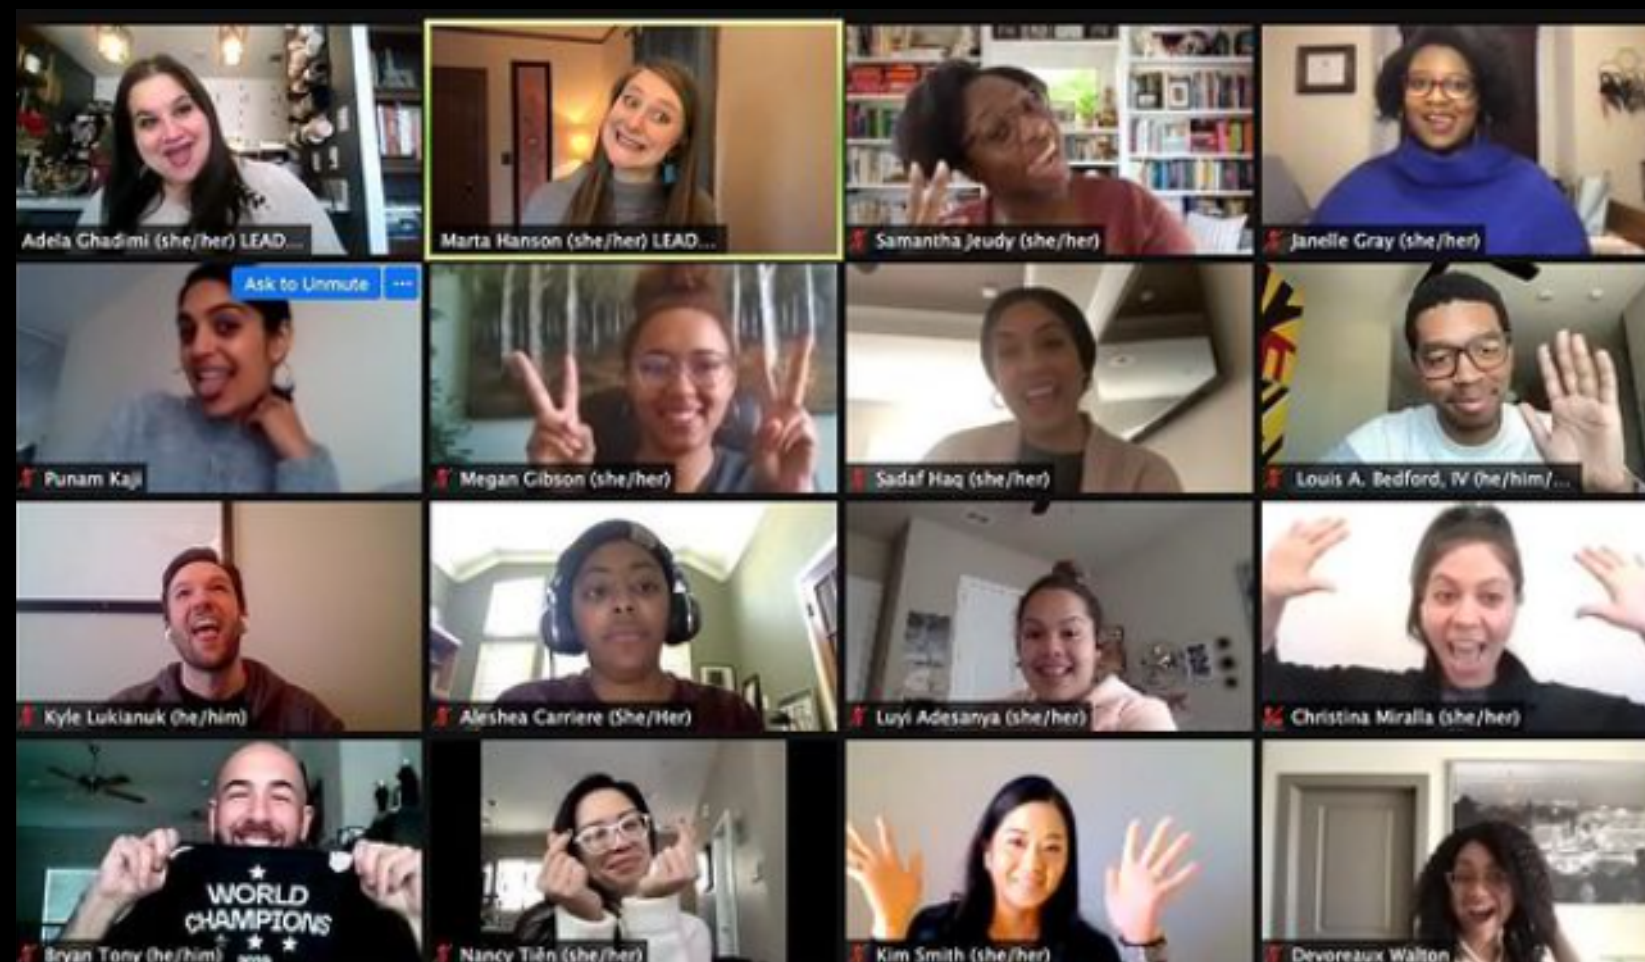 Adela Ghadimi (she/her) LEAD...
Marta Hanson (she/her) LEAD...
Samantha Jeudy (she/her)
Janelle Gray (she/her)
Ask to Unmute ...
Punam Kaji
Megan Gibson (she/her)
Sadaf Haq (she/her)
Louis A. Bedford, IV (he/him/...
Kyle Lukianuk (he/him)
Aleshea Carriere (She/Her)
Luyi Adesanya (she/her)
Christina Miralla (she/her)
WORLD
CHAMPIONS
Bryan Tony (he/him)
Nancy Tiên (she/her)
Kim Smith (she/her)
Devoreaux Walton